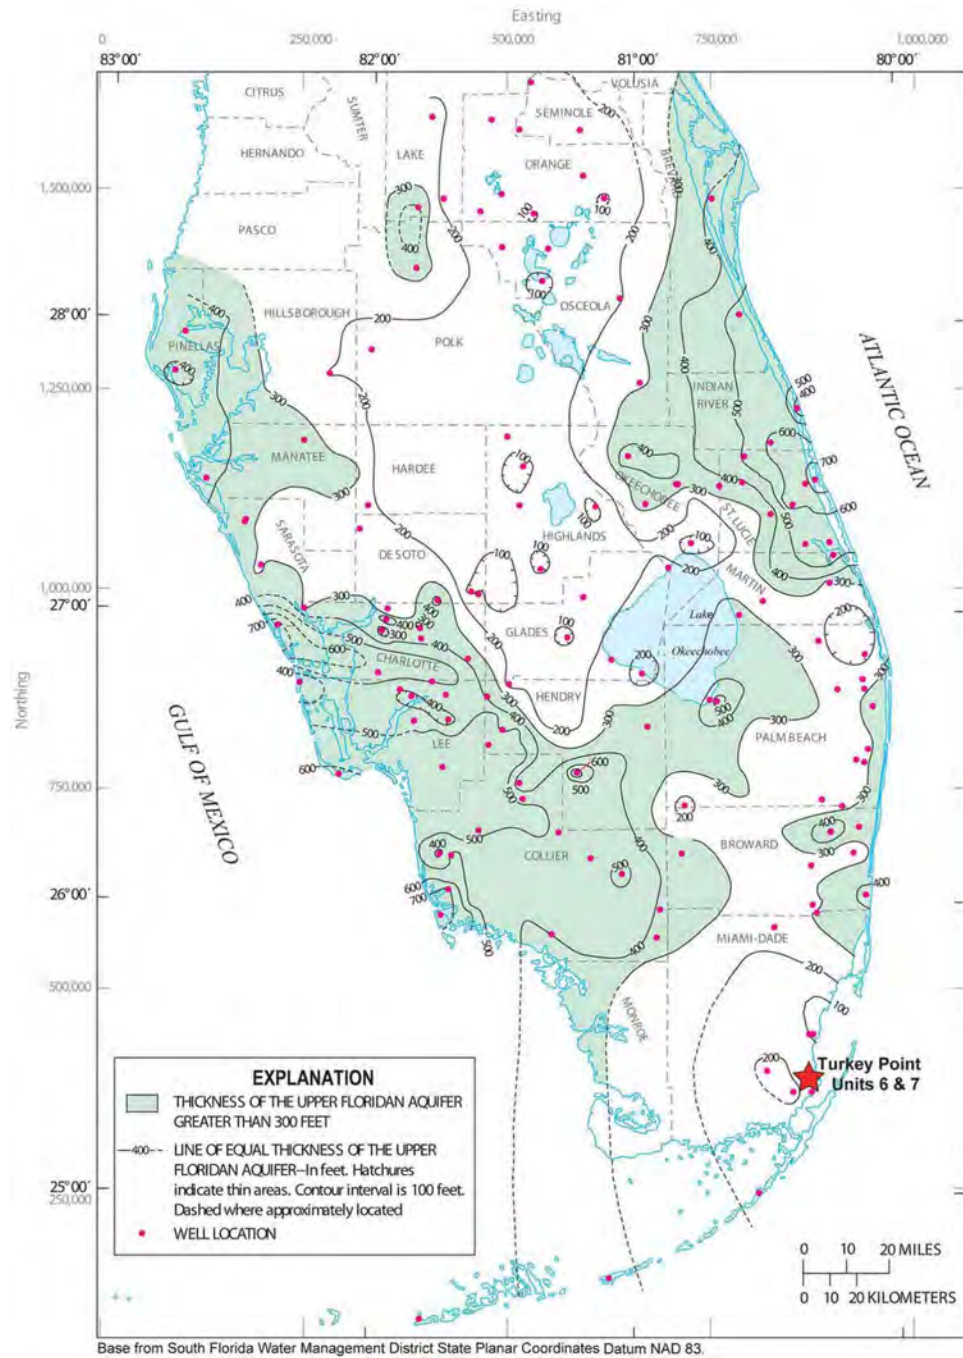 Easting
0 250,000 500,000 750,000 1,000,000
83°00´ 82°00´ 81°00´ 80°00´
CITRUS
SUMTER
VOLUSIA
SEMINOLE
HERNANDO
LAKE
ORANGE
BREVARD
1,500,000
PASCO
HILLSBOROUGH
POLK
OSCEOLA
28°00´
PINELLAS
ATLANTIC OCEAN
1,250,000
INDIAN
RIVER
MANATEE
HARDEE
OKEECHOBEE
HIGHLANDS
ST. LUCIE
SARASOTA
DESOTO
MARTIN
1,000,000
27°00´
GLADES
Lake
Okeechobee
CHARLOTTE
HENDRY
Northing
GULF OF MEXICO
LEE
PALM BEACH
750,000
COLLIER
BROWARD
26°00´
MIAMI-DADE
500,000
MONROE
Turkey Point
Units 6 & 7
EXPLANATION
THICKNESS OF THE UPPER FLORIDAN AQUIFER
GREATER THAN 300 FEET
400 LINE OF EQUAL THICKNESS OF THE UPPER
FLORIDAN AQUIFER–In feet. Hatchures
indicate thin areas. Contour interval is 100 feet.
Dashed where approximately located
WELL LOCATION
25°00´
250,000
0 10 20 MILES
0 10 20 KILOMETERS
Base from South Florida Water Management District State Planar Coordinates Datum NAD 83.